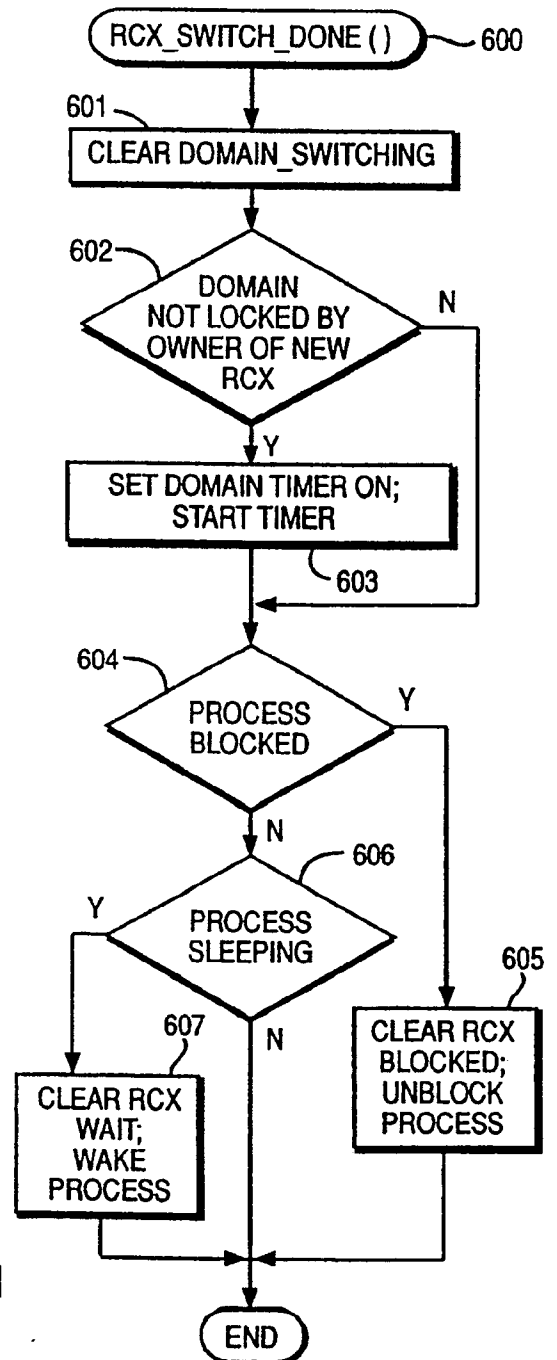 RCX_SWITCH_DONE ( )
600
601
CLEAR DOMAIN_SWITCHING
602
DOMAIN
NOT LOCKED BY
OWNER OF NEW
RCX
N
Y
SET DOMAIN TIMER ON;
START TIMER
603
604
PROCESS
BLOCKED
Y
N
606
PROCESS
SLEEPING
Y
N
605
CLEAR RCX
BLOCKED;
UNBLOCK
PROCESS
607
CLEAR RCX
WAIT;
WAKE
PROCESS
END